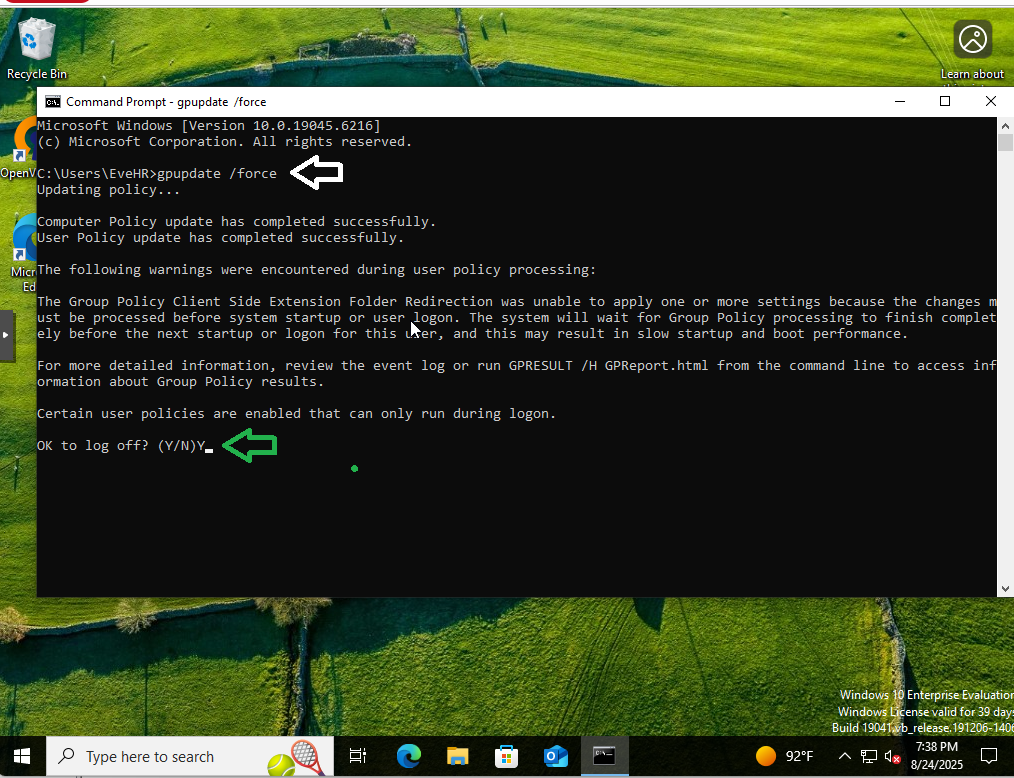 Recycle Bin
Learn about
Command Prompt - gpupdate /force
Microsoft Windows [Version 10.0.19045.6216]
(c) Microsoft Corporation. All rights reserved.
OpenV
C:\Users\EveHR>gpupdate /force
Updating policy...
Computer Policy update has completed successfully.
User Policy update has completed successfully.
Micr
Ed
The following warnings were encountered during user policy processing:
The Group Policy Client Side Extension Folder Redirection was unable to apply one or more settings because the changes m
ust be processed before system startup or user logon. The system will wait for Group Policy processing to finish complet
ely before the next startup or logon for this user, and this may result in slow startup and boot performance.
For more detailed information, review the event log or run GPRESULT /H GPReport.html from the command line to access inf
ormation about Group Policy results.
Certain user policies are enabled that can only run during logon.
OK to log off? (Y/N)Y
Windows 10 Enterprise Evaluation
Windows License valid for 39 days
Build 19041.vb_release.191206-1406
Type here to search
92°F
7:38 PM
8/24/2025